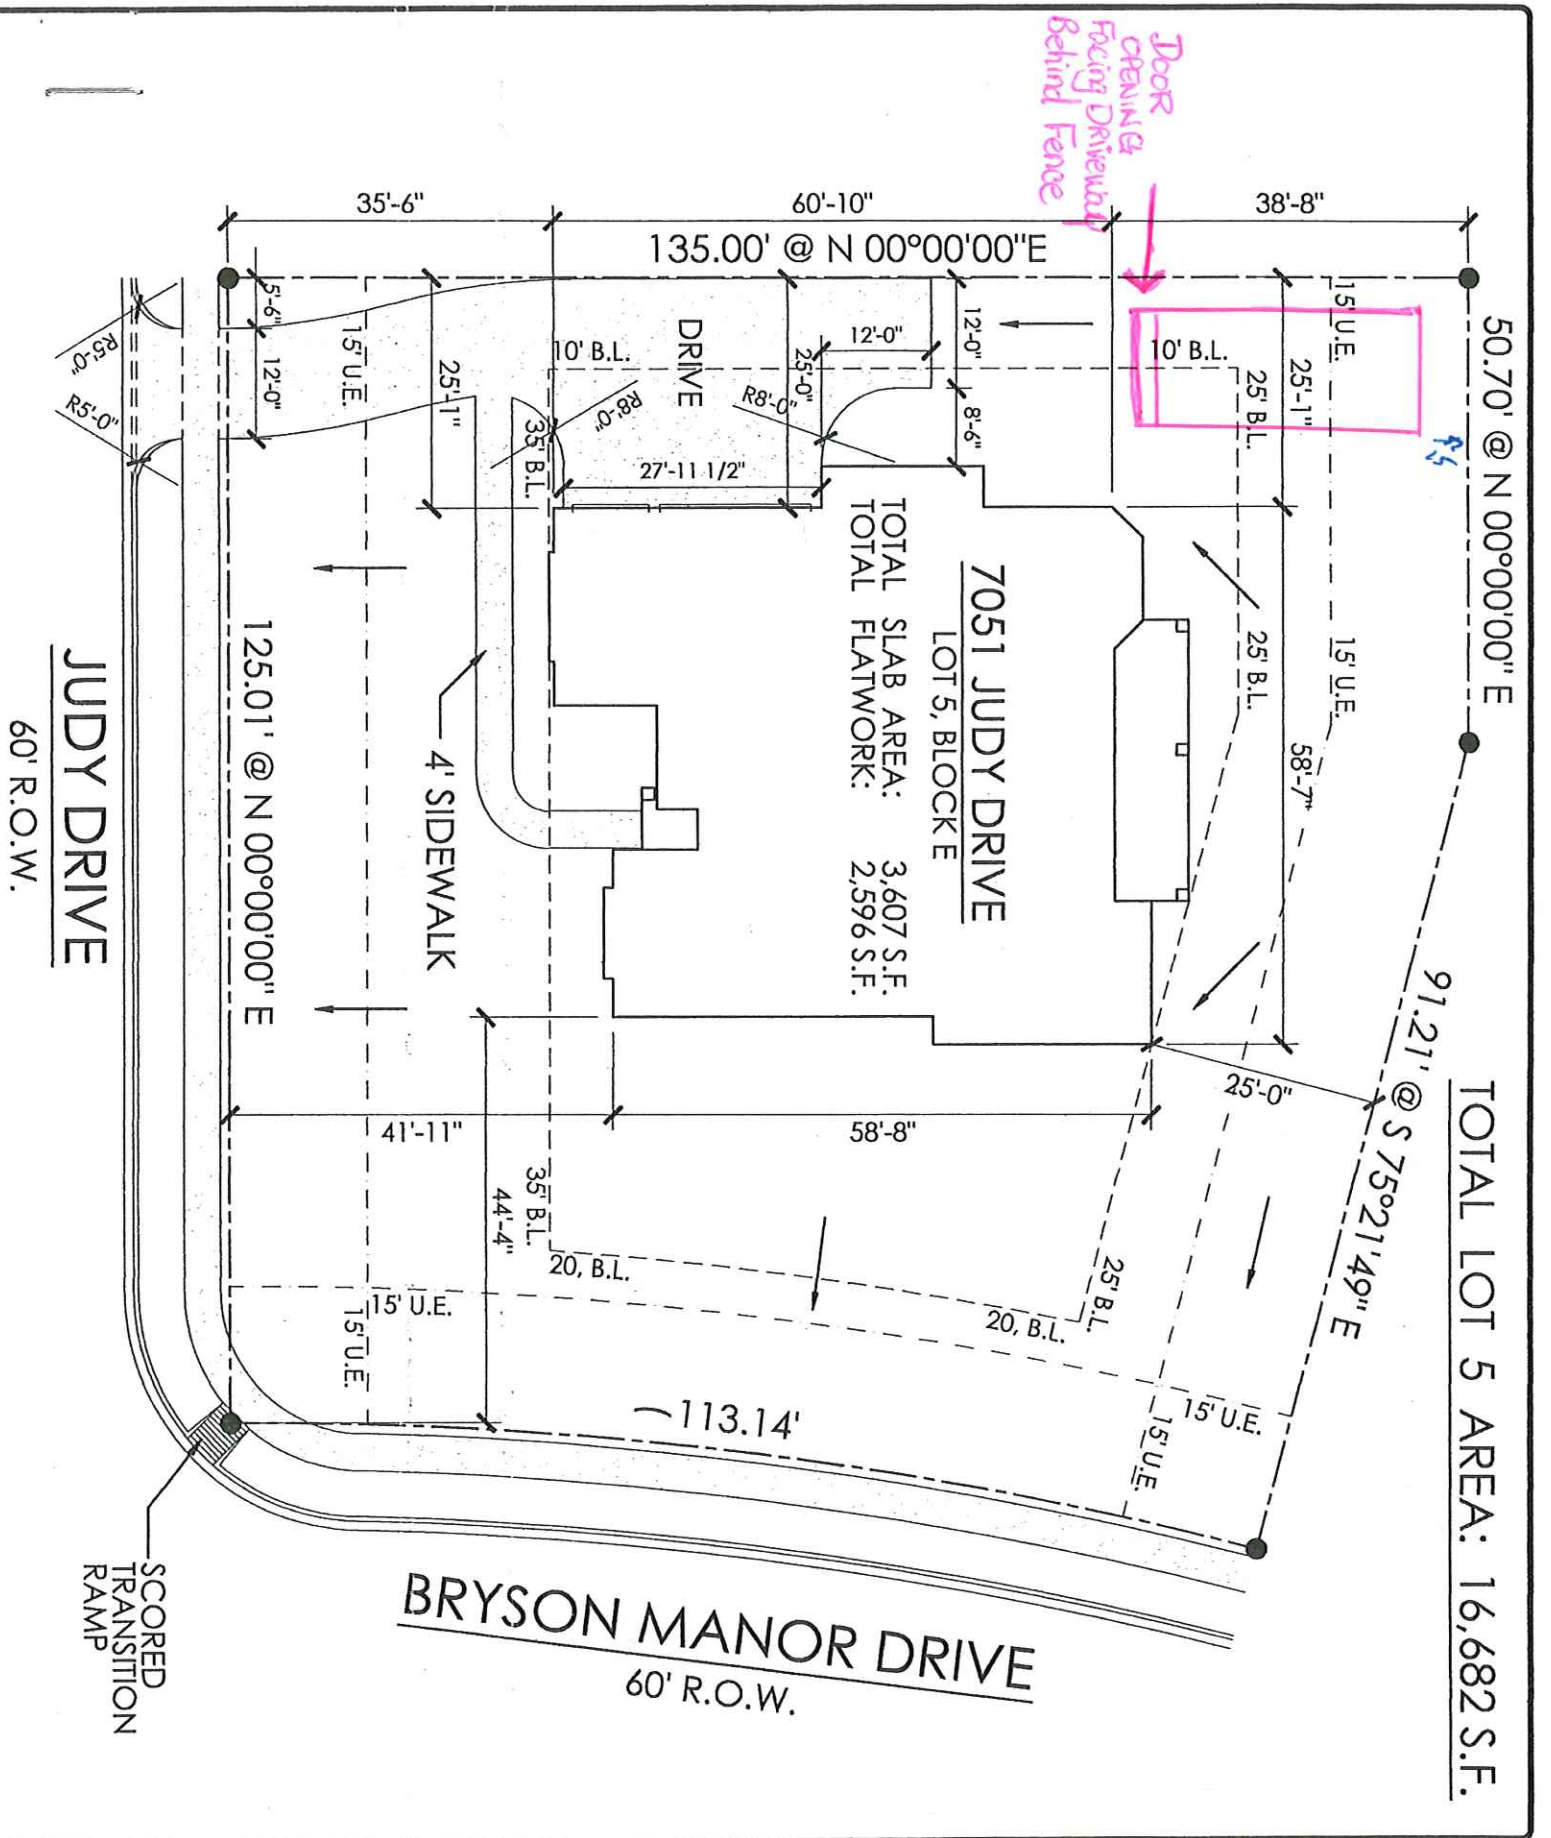 TOTAL LOT 5 AREA: 16,682 S.F.
50.70' @ N 00°00'00" E
91.21' @ S 75°21'49" E
DOOR
OPENING
Facing Driveway
Behind Fence
38'-8"
60'-10"
35'-6"
135.00' @ N 00°00'00"E
15' U.E.
15' U.E.
25'-1"
58'-7"
10' B.L.
25' B.L.
25' B.L.
25'-0"
12'-0"
8'-6"
12'-0"
25'-0"
R8'-0"
DRIVE
10' B.L.
R8'-0"
35' B.L.
27'-11 1/2"
7051 JUDY DRIVE
LOT 5, BLOCK E
TOTAL SLAB AREA: 3,607 S.F.
TOTAL FLATWORK: 2,596 S.F.
25'-1"
15' U.E.
5'-6"
12'-0"
R5'-0"
R5'-0"
4' SIDEWALK
41'-11"
58'-8"
44'-4"
35' B.L.
20, B.L.
20, B.L.
25' B.L.
15' U.E.
15' U.E.
15' U.E.
15' U.E.
113.14'
125.01' @ N 00°00'00" E
JUDY DRIVE
60' R.O.W.
BRYSON MANOR DRIVE
60' R.O.W.
SCORED
TRANSITION
RAMP